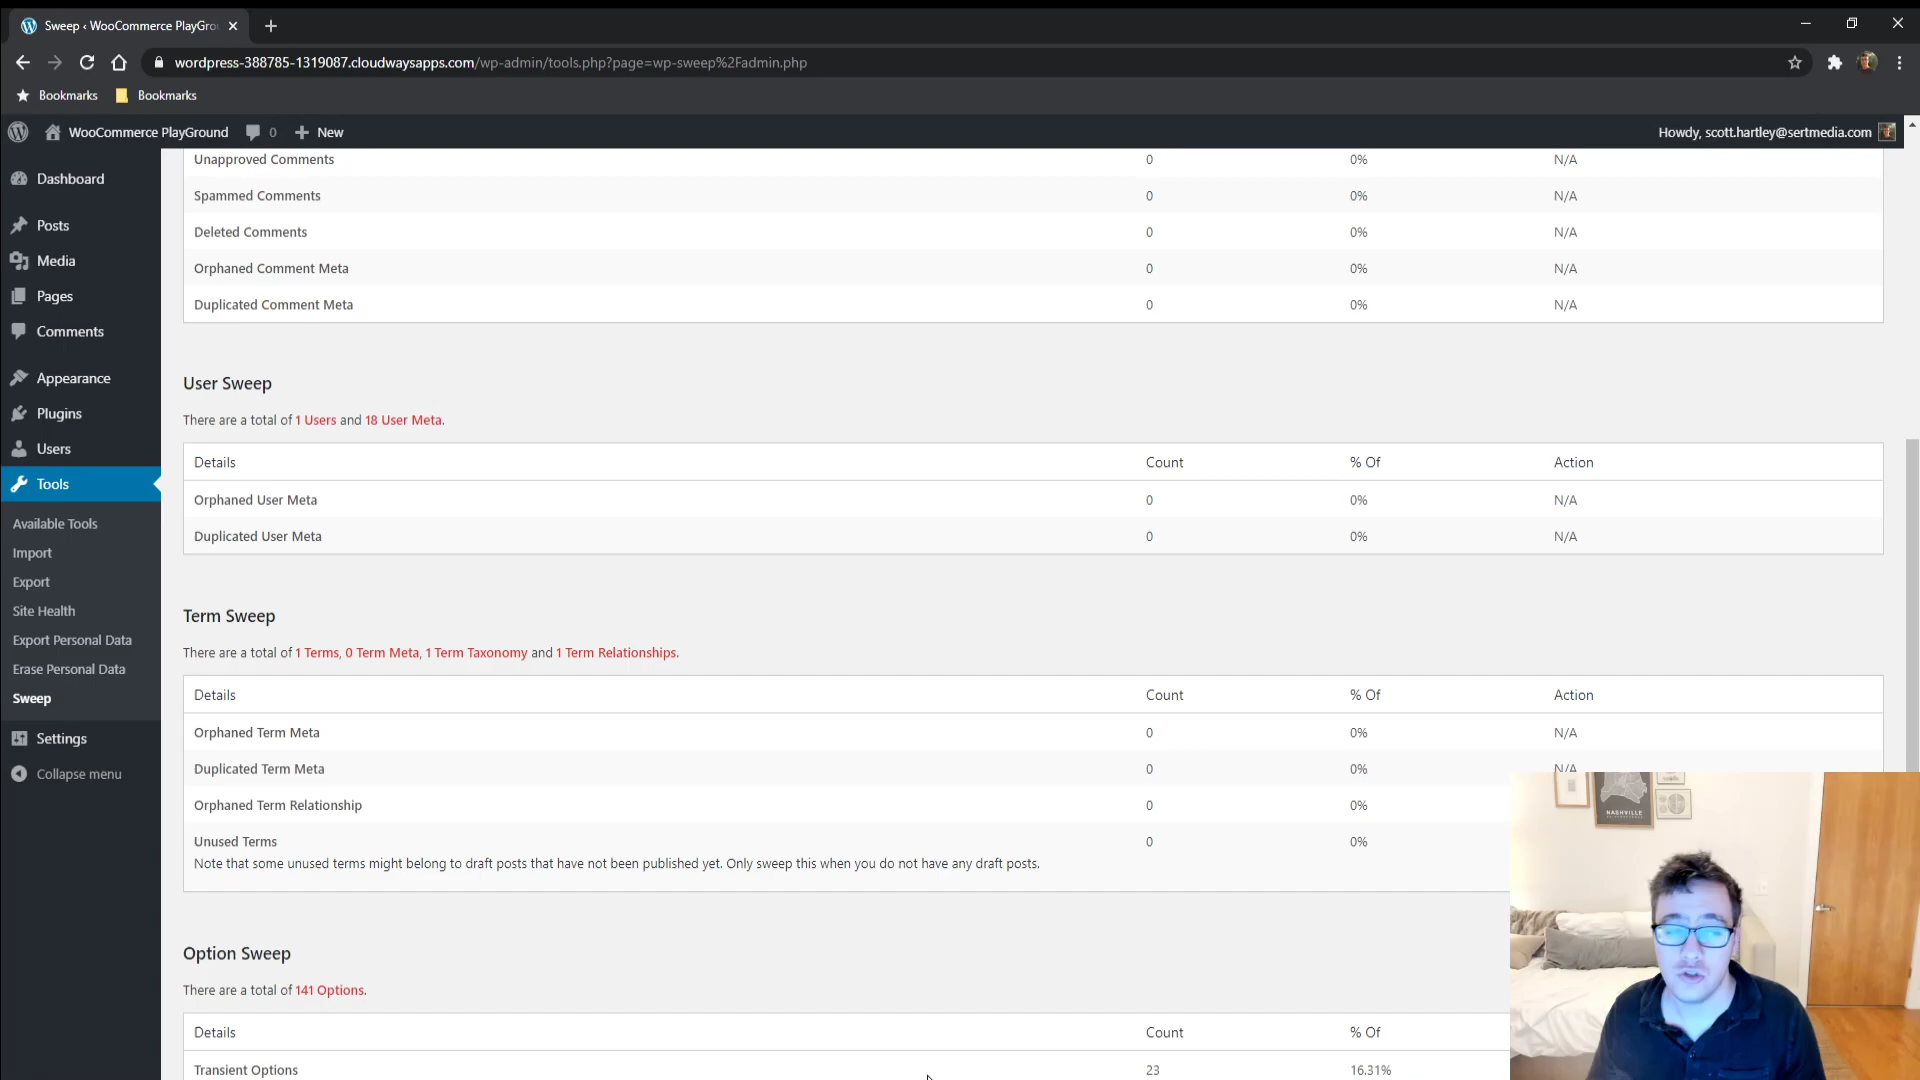 Sweep ‹ WooCommerce PlayGro
wordpress-388785-1319087.cloudwaysapps.com/wp-admin/tools.php?page=wp-sweep%2Fadmin.php
Bookmarks Bookmarks
WooCommerce PlayGround 0 New Howdy, scott.hartley@sertmedia.com
Dashboard
Posts
Media
Pages
Comments
Appearance
Plugins
Users
Tools
Available Tools
Import
Export
Site Health
Export Personal Data
Erase Personal Data
Sweep
Settings
Collapse menu
Unapproved Comments 0 0% N/A
Spammed Comments 0 0% N/A
Deleted Comments 0 0% N/A
Orphaned Comment Meta 0 0% N/A
Duplicated Comment Meta 0 0% N/A
User Sweep
There are a total of 1 Users and 18 User Meta.
Details Count % Of Action
Orphaned User Meta 0 0% N/A
Duplicated User Meta 0 0% N/A
Term Sweep
There are a total of 1 Terms, 0 Term Meta, 1 Term Taxonomy and 1 Term Relationships.
Details Count % Of Action
Orphaned Term Meta 0 0% N/A
Duplicated Term Meta 0 0% N/A
Orphaned Term Relationship 0 0%
Unused Terms 0 0%
Note that some unused terms might belong to draft posts that have not been published yet. Only sweep this when you do not have any draft posts.
Option Sweep
There are a total of 141 Options.
Details Count % Of
Transient Options 23 16.31%
NASHVILLE